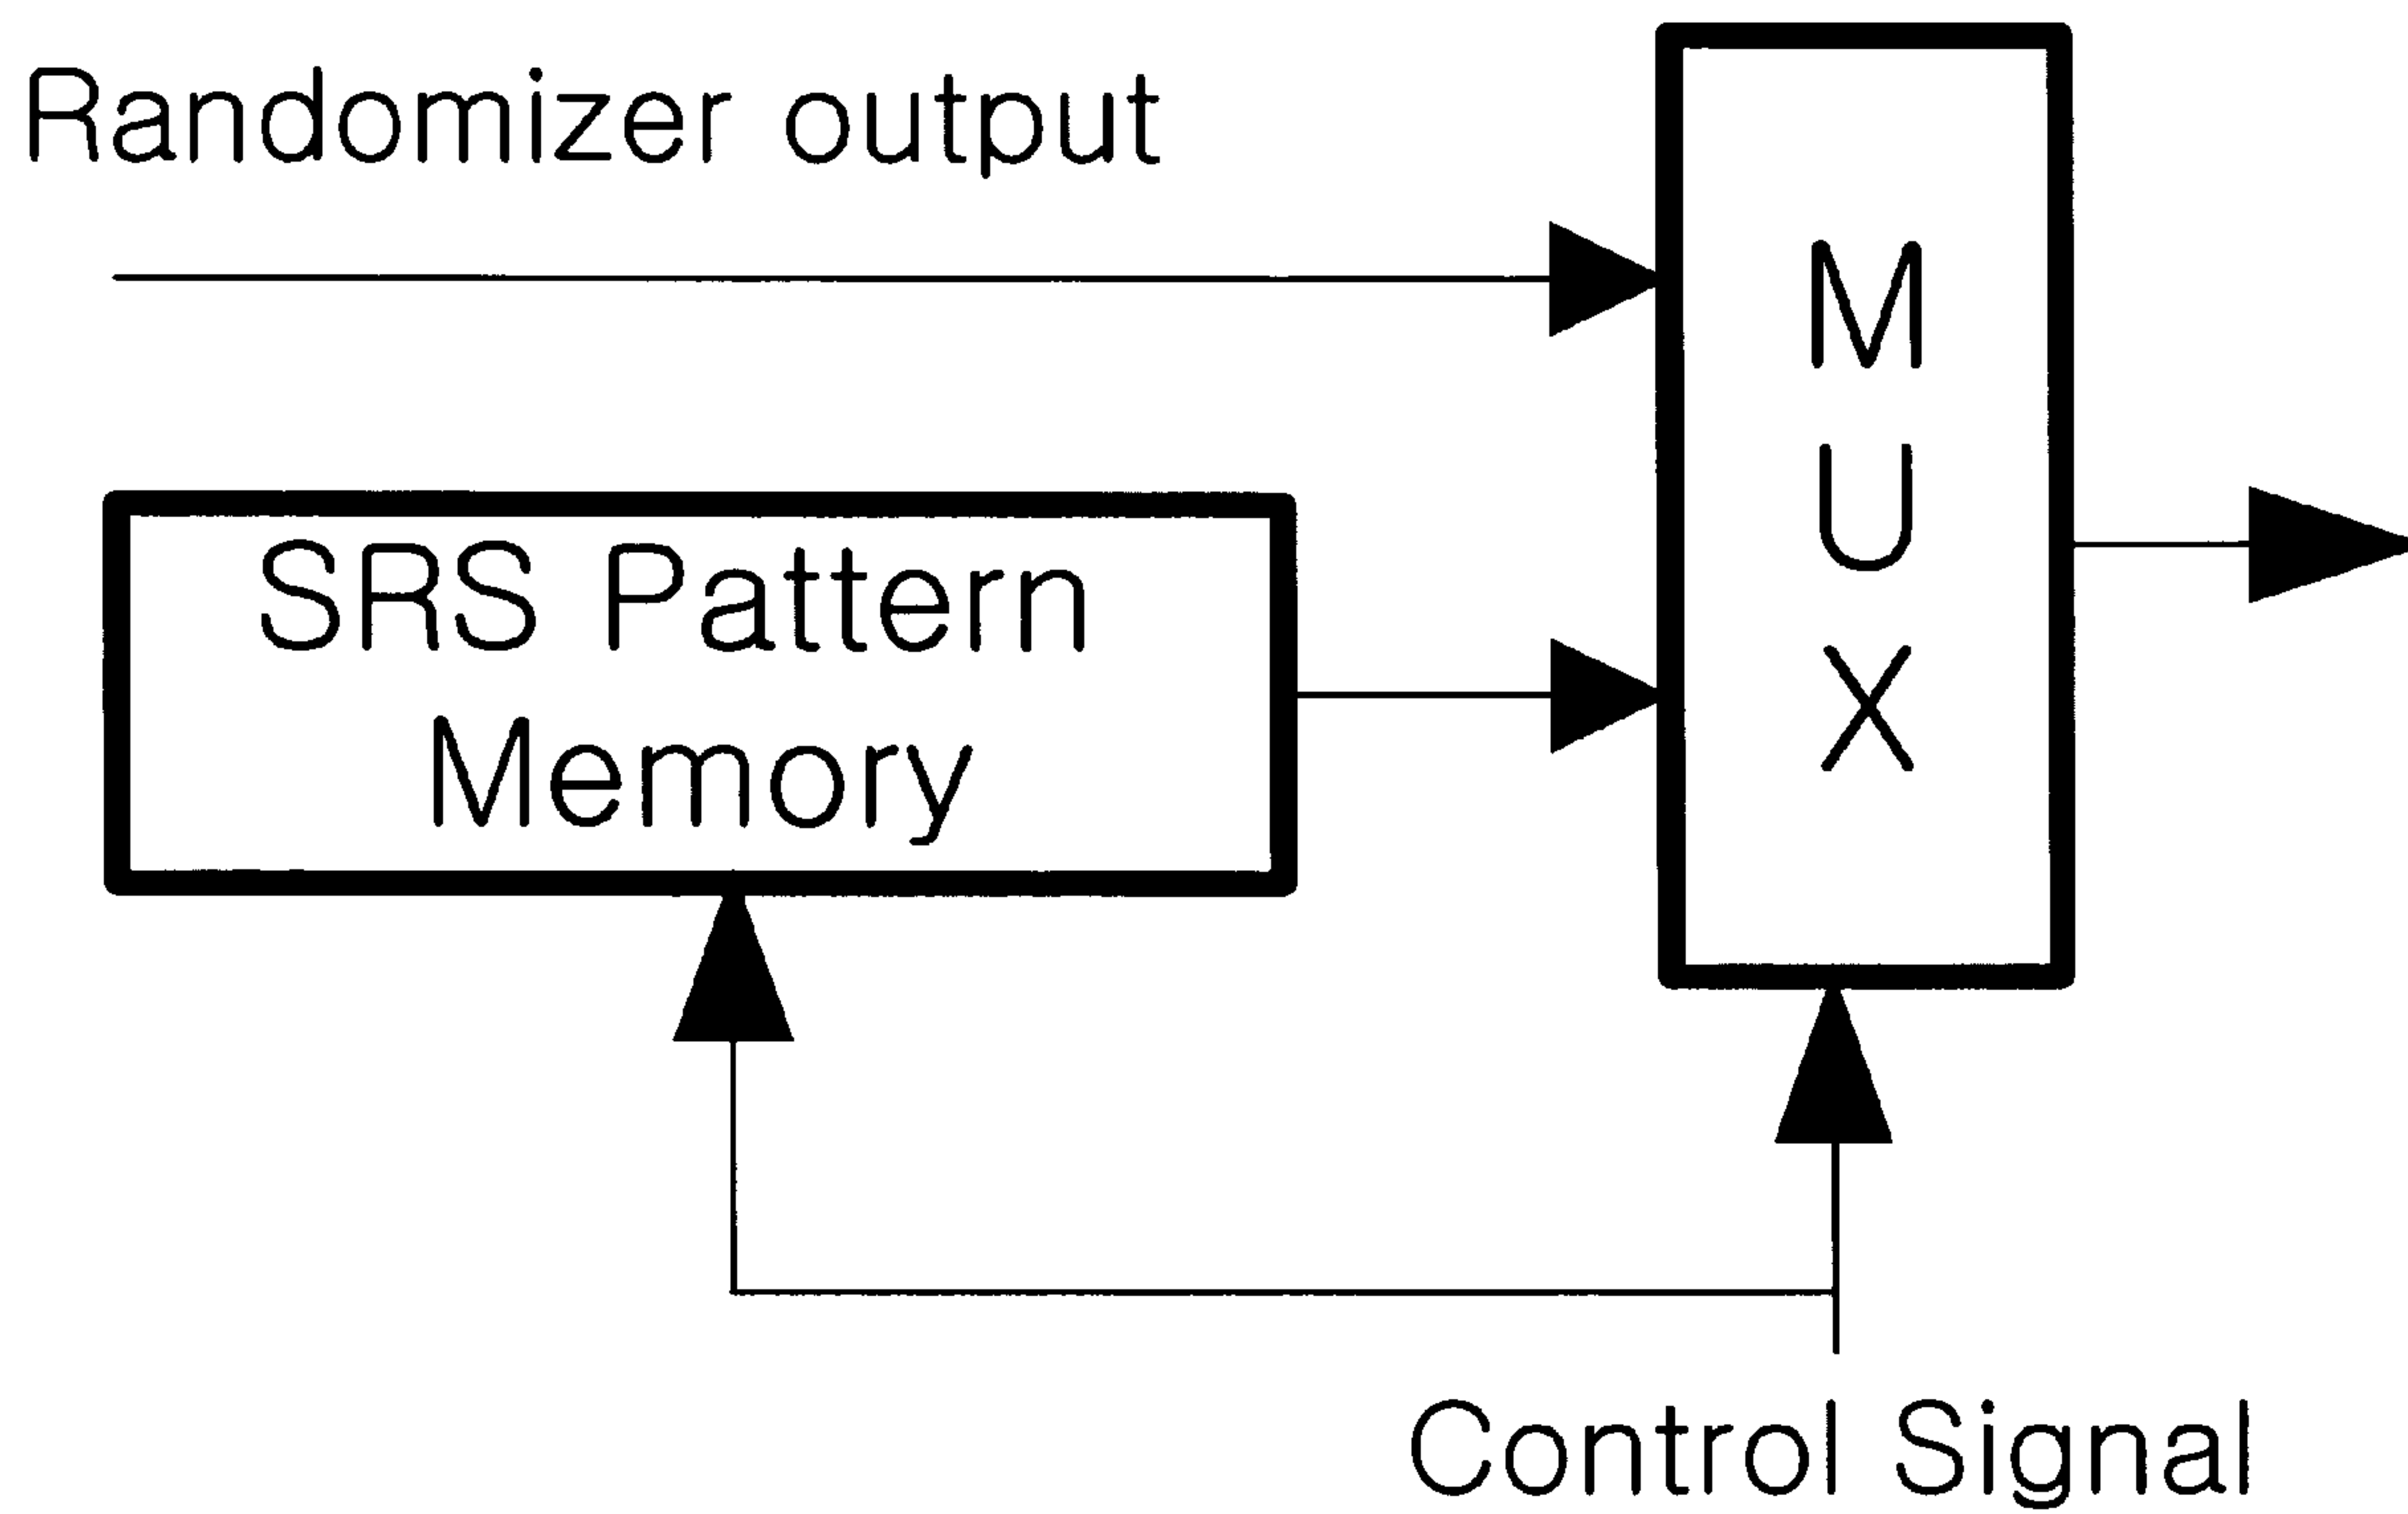 Randomizer output
SRS Pattern
Memory
M
U
X
Control Signal